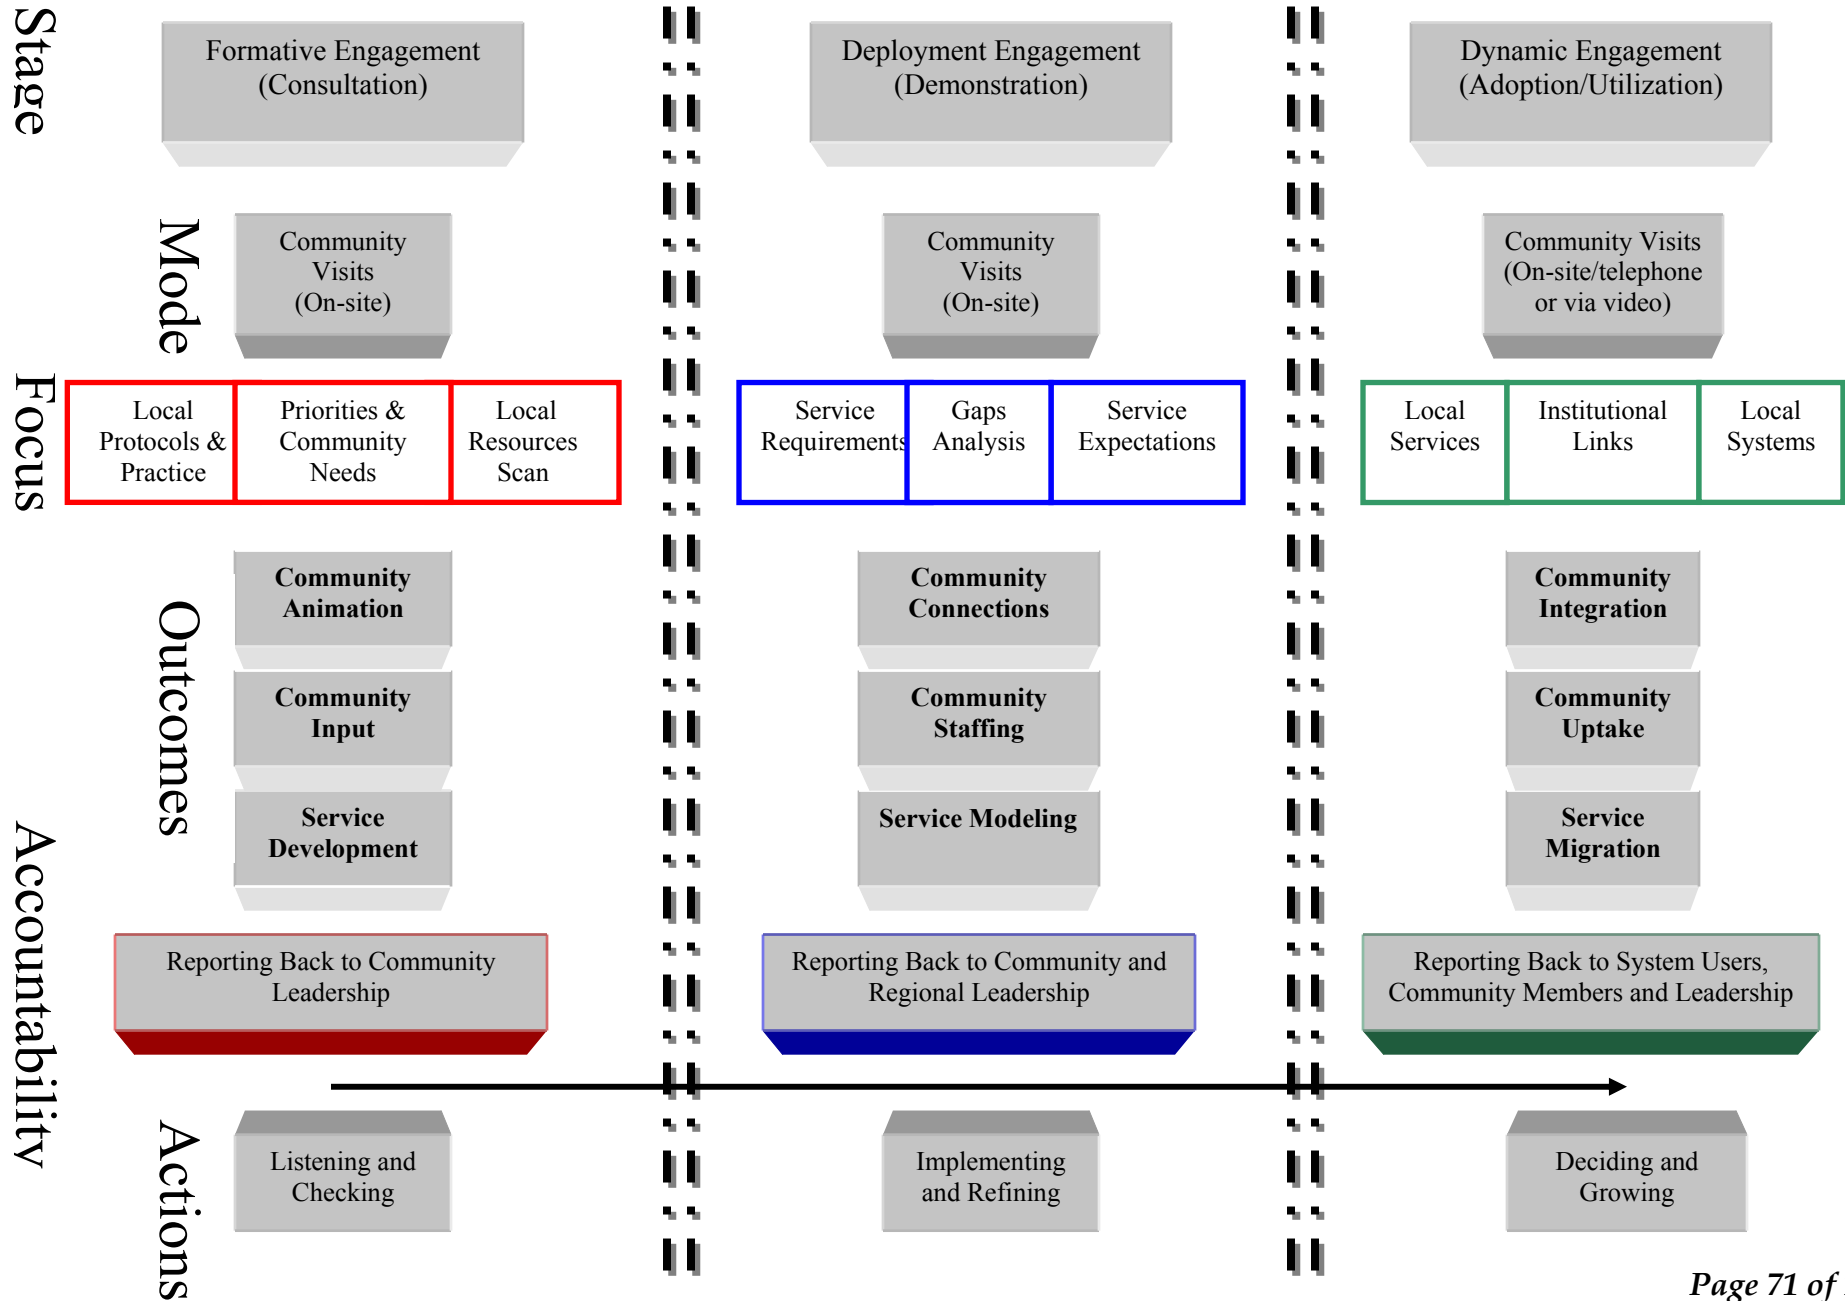 Stage
Formative Engagement
(Consultation)
Deployment Engagement
(Demonstration)
Dynamic Engagement
(Adoption/Utilization)
Mode
Community
Visits
(On-site)
Community
Visits
(On-site)
Community Visits
(On-site/telephone
or via video)
Focus
Local
Protocols &
Practice
Priorities &
Community
Needs
Local
Resources
Scan
Service
Requirements
Gaps
Analysis
Service
Expectations
Local
Services
Institutional
Links
Local
Systems
Outcomes
Community
Animation
Community
Input
Service
Development
Community
Connections
Community
Staffing
Service Modeling
Community
Integration
Community
Uptake
Service
Migration
Accountability
Reporting Back to Community
Leadership
Reporting Back to Community and
Regional Leadership
Reporting Back to System Users,
Community Members and Leadership
Actions
Listening and
Checking
Implementing
and Refining
Deciding and
Growing
Page 71 of